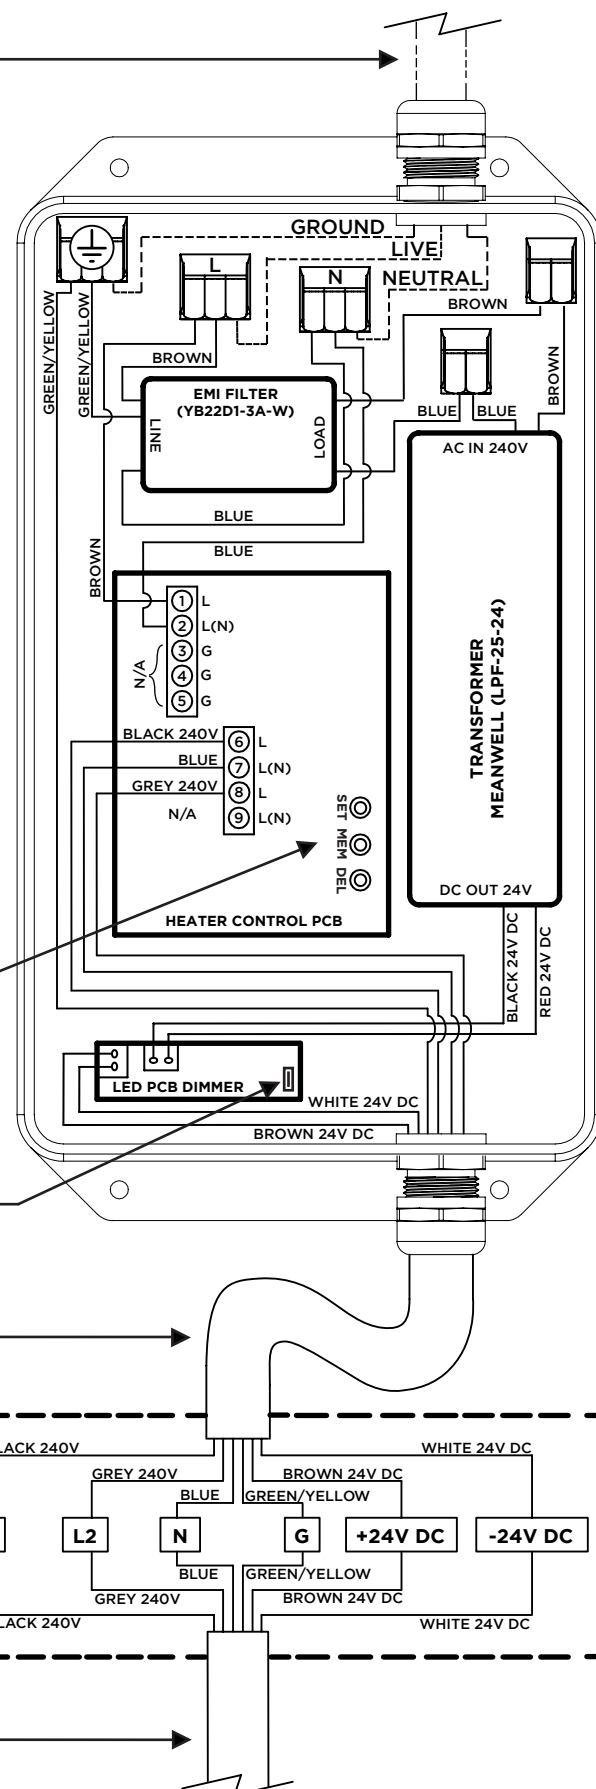 GROUND
L
LIVE
N
NEUTRAL
BROWN
GREEN/YELLOW
GREEN/YELLOW
BROWN
BROWN
EMI FILTER
(YB22D1-3A-W)
LINE
LOAD
BLUE
BLUE
AC IN 240V
BLUE
BLUE
BROWN
1 L
2 L(N)
3 G
4 G
5 G
N/A
BLACK 240V 6 L
BLUE 7 L(N)
GREY 240V 8 L
N/A 9 L(N)
SET
MEM
DEL
HEATER CONTROL PCB
TRANSFORMER
MEANWELL (LPF-25-24)
DC OUT 24V
BLACK 24V DC
RED 24V DC
LED PCB DIMMER
WHITE 24V DC
BROWN 24V DC
LACK 240V
WHITE 24V DC
GREY 240V
BROWN 24V DC
BLUE
GREEN/YELLOW
L2
N
G
+24V DC
-24V DC
BLUE
GREEN/YELLOW
GREY 240V
BROWN 24V DC
LACK 240V
WHITE 24V DC